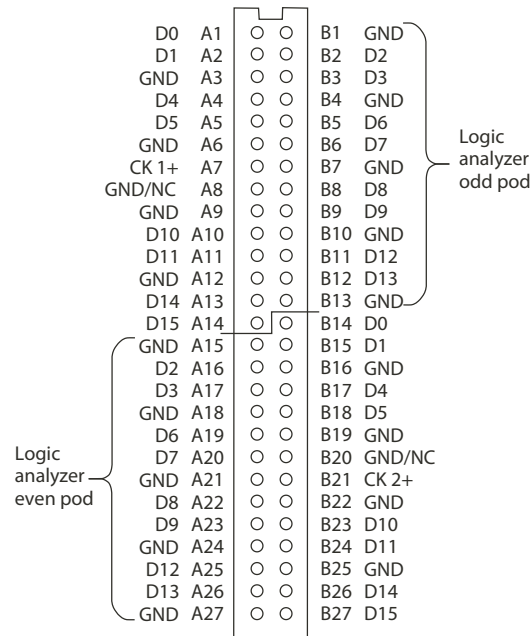 D0 A1 B1 GND
D1 A2 B2 D2
GND A3 B3 D3
D4 A4 B4 GND
D5 A5 B5 D6
GND A6 B6 D7
CK 1+ A7 B7 GND
GND/NC A8 B8 D8
GND A9 B9 D9
D10 A10 B10 GND
D11 A11 B11 D12
GND A12 B12 D13
D14 A13 B13 GND
D15 A14 B14 D0
GND A15 B15 D1
D2 A16 B16 GND
D3 A17 B17 D4
GND A18 B18 D5
D6 A19 B19 GND
D7 A20 B20 GND/NC
GND A21 B21 CK 2+
D8 A22 B22 GND
D9 A23 B23 D10
GND A24 B24 D11
D12 A25 B25 GND
D13 A26 B26 D14
GND A27 B27 D15
Logic
analyzer
odd pod
Logic
analyzer
even pod